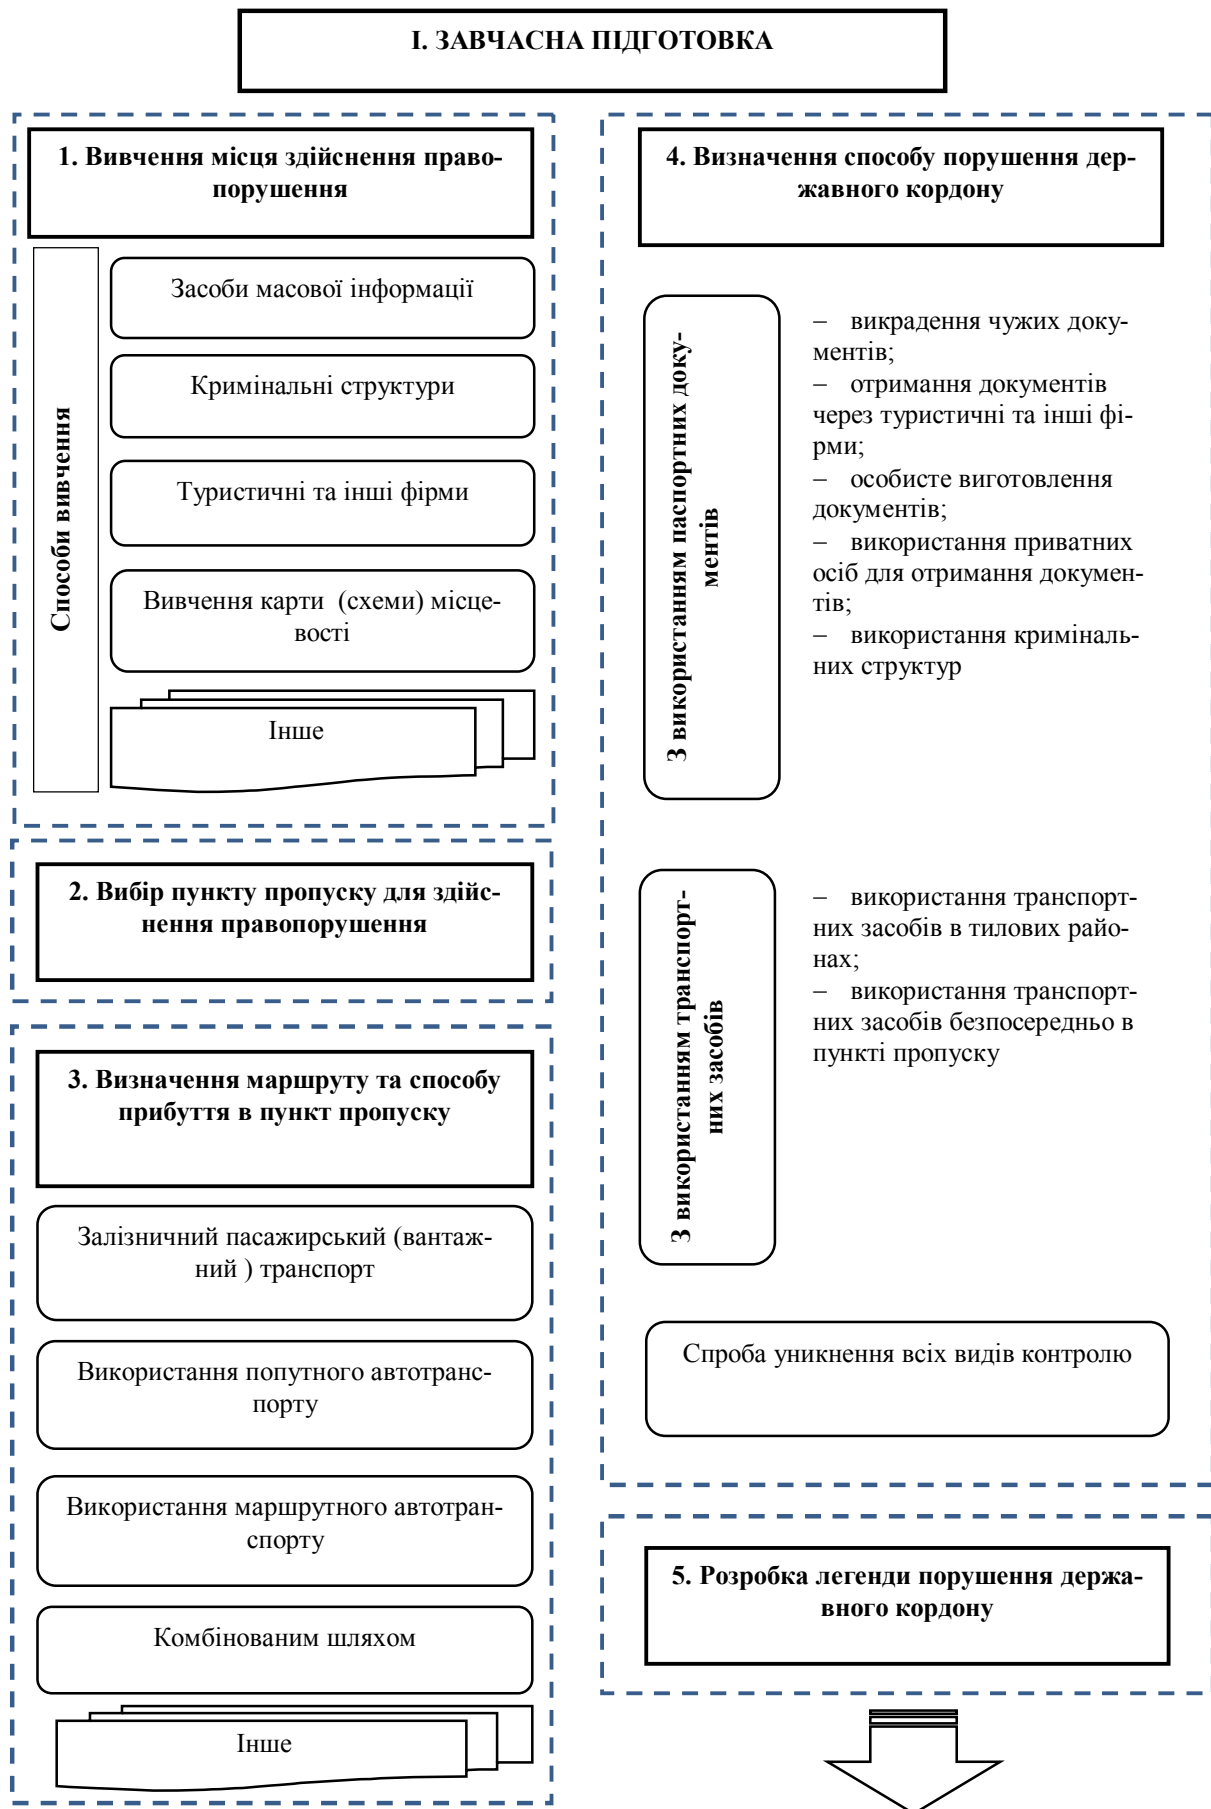 І. ЗАВЧАСНА ПІДГОТОВКА
1. Вивчення місця здійснення право-
порушення
Способи вивчення
Засоби масової інформації
Кримінальні структури
Туристичні та інші фірми
Вивчення карти (схеми) місце-
вості
Інше
2. Вибір пункту пропуску для здійс-
нення правопорушення
3. Визначення маршруту та способу
прибуття в пункт пропуску
Залізничний пасажирський (вантаж-
ний ) транспорт
Використання попутного автотранс-
порту
Використання маршрутного автотран-
спорту
Комбінованим шляхом
Інше
4. Визначення способу порушення дер-
жавного кордону
З використанням паспортних доку-
ментів
– викрадення чужих доку-
ментів;
– отримання документів
через туристичні та інші фі-
рми;
– особисте виготовлення
документів;
– використання приватних
осіб для отримання докумен-
тів;
– використання криміналь-
них структур
З використанням транспорт-
них засобів
– використання транспорт-
них засобів в тилових райо-
нах;
– використання транспорт-
них засобів безпосередньо в
пункті пропуску
Спроба уникнення всіх видів контролю
5. Розробка легенди порушення держа-
вного кордону